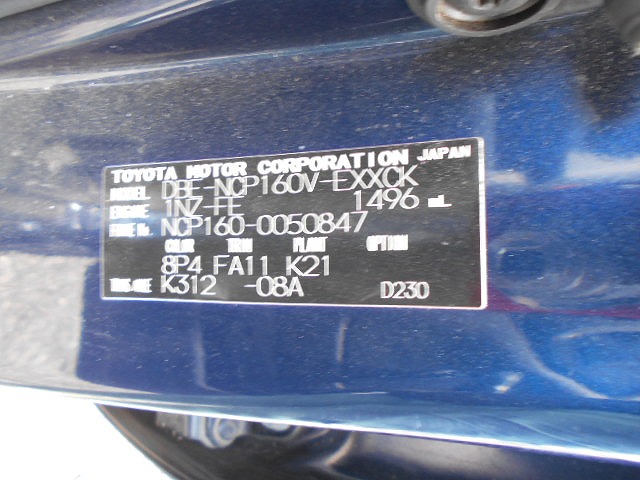 TOYOTA MOTOR CORPORATION JAPAN
MODEL DBE-NCP160V-EXXCK
ENGINE 1NZ-FE 1496 mL
FRAME No. NCP160-0050847
COLOR TRIM PLANT OPTION
8P4 FA11 K21
TRANS./AXLE K312 -08A D230